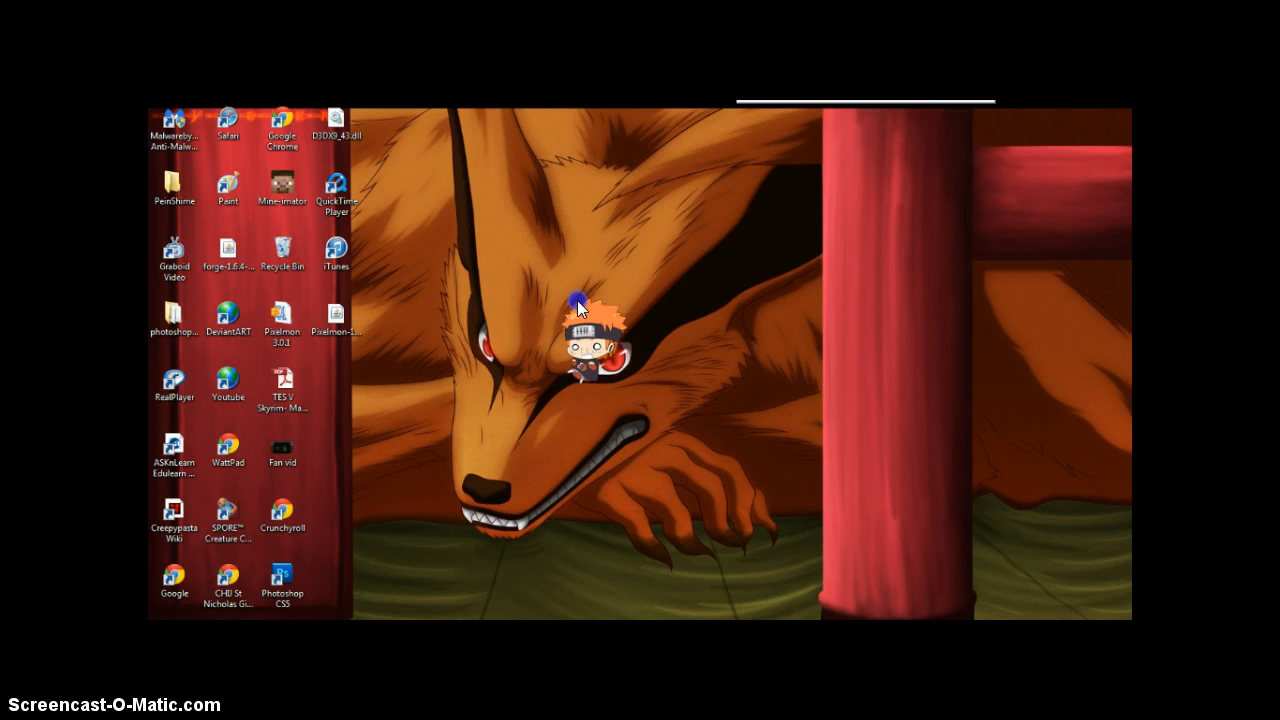 Malwareby...
Anti-Malw...
Safari
Google
Chrome
D3DX9_43.dll
PeinShime
Paint
Mine-imator
QuickTime
Player
Graboid
Video
forge-1.6.4-...
Recycle Bin
iTunes
photoshop...
DeviantART
Pixelmon
3.0.1
Pixelmon-1...
RealPlayer
Youtube
TES V
Skyrim- Ma...
ASKnLearn
Edulearn ...
WattPad
Fan vid
Creepypasta
Wiki
SPORE™
Creature C...
Crunchyroll
Google
CHIJ St
Nicholas Gi...
Ps
Photoshop
CS5
Screencast-O-Matic.com